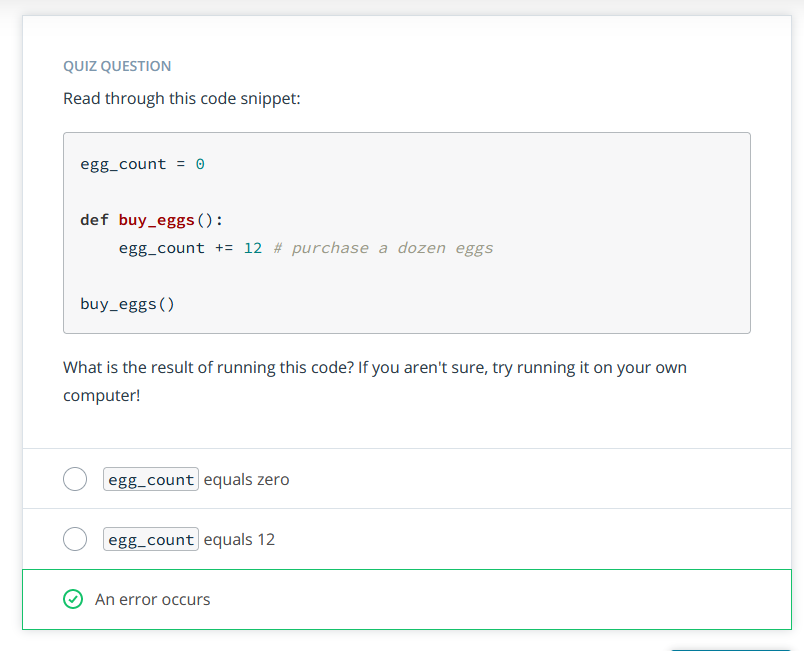 QUIZ QUESTION
Read through this code snippet:
egg_count = 0
def buy_eggs():
    egg_count += 12 # purchase a dozen eggs
buy_eggs()
What is the result of running this code? If you aren't sure, try running it on your own
computer!
egg_count equals zero
egg_count equals 12
An error occurs